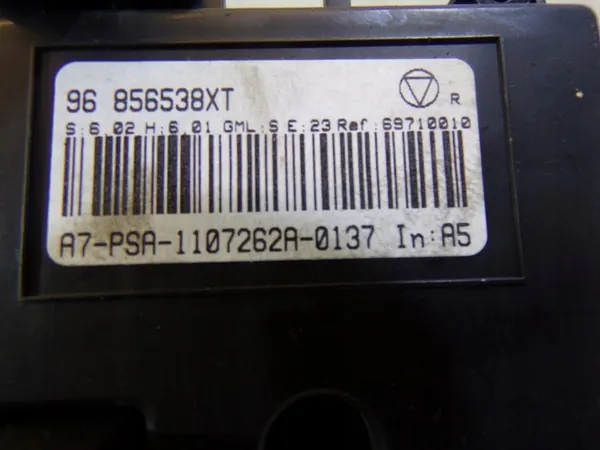 96 856538XT
R
S:6.02 H:6.01 GML:S E:23 Ref:69710010
A7-PSA-1107262A-0137 In:A5